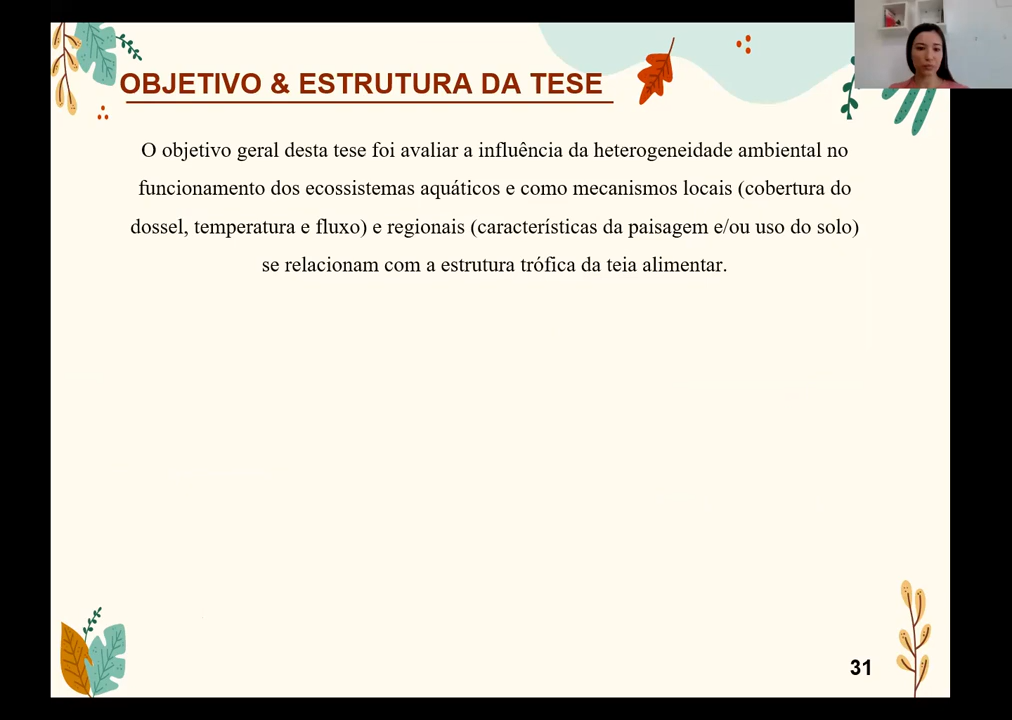 OBJETIVO & ESTRUTURA DA TESE
O objetivo geral desta tese foi avaliar a influência da heterogeneidade ambiental no
funcionamento dos ecossistemas aquáticos e como mecanismos locais (cobertura do
dossel, temperatura e fluxo) e regionais (características da paisagem e/ou uso do solo)
se relacionam com a estrutura trófica da teia alimentar.
31